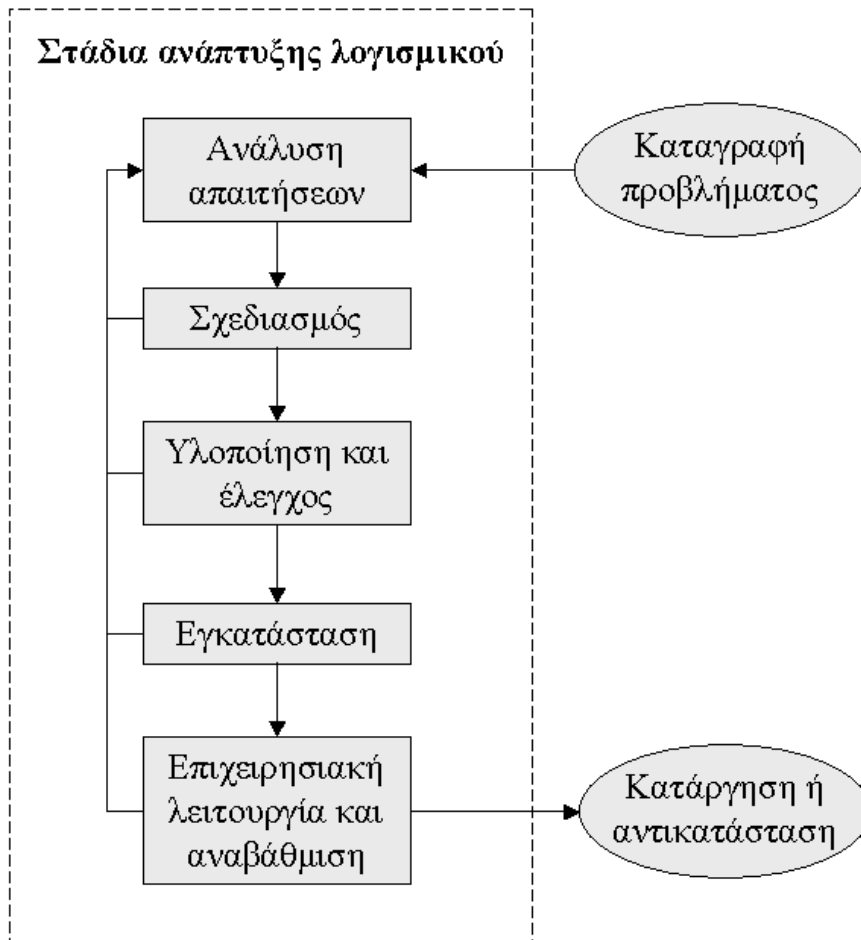 Στάδια ανάπτυξης λογισμικού
Ανάλυση
απαιτήσεων
Καταγραφή
προβλήματος
Σχεδιασμός
Υλοποίηση και
έλεγχος
Εγκατάσταση
Επιχειρησιακή
λειτουργία και
αναβάθμιση
Κατάργηση ή
αντικατάσταση